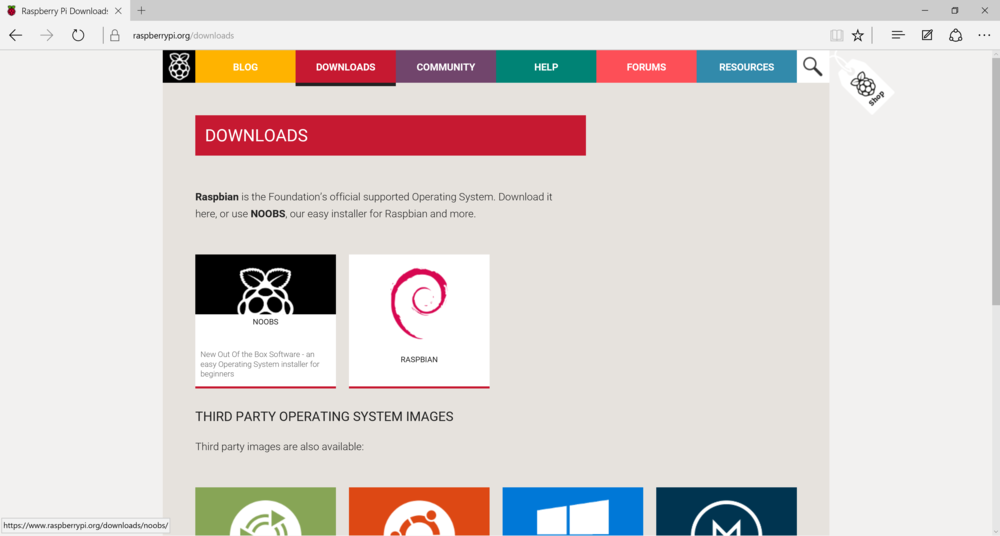 Raspberry Pi Downloads
raspberrypi.org/downloads
BLOG
DOWNLOADS
COMMUNITY
HELP
FORUMS
RESOURCES
shop
DOWNLOADS
Raspbian is the Foundation's official supported Operating System. Download it
here, or use NOOBS, our easy installer for Raspbian and more.
NOOBS
New Out Of the Box Software - an
easy Operating System installer for
beginners
RASPBIAN
THIRD PARTY OPERATING SYSTEM IMAGES
Third party images are also available:
https://www.raspberrypi.org/downloads/noobs/